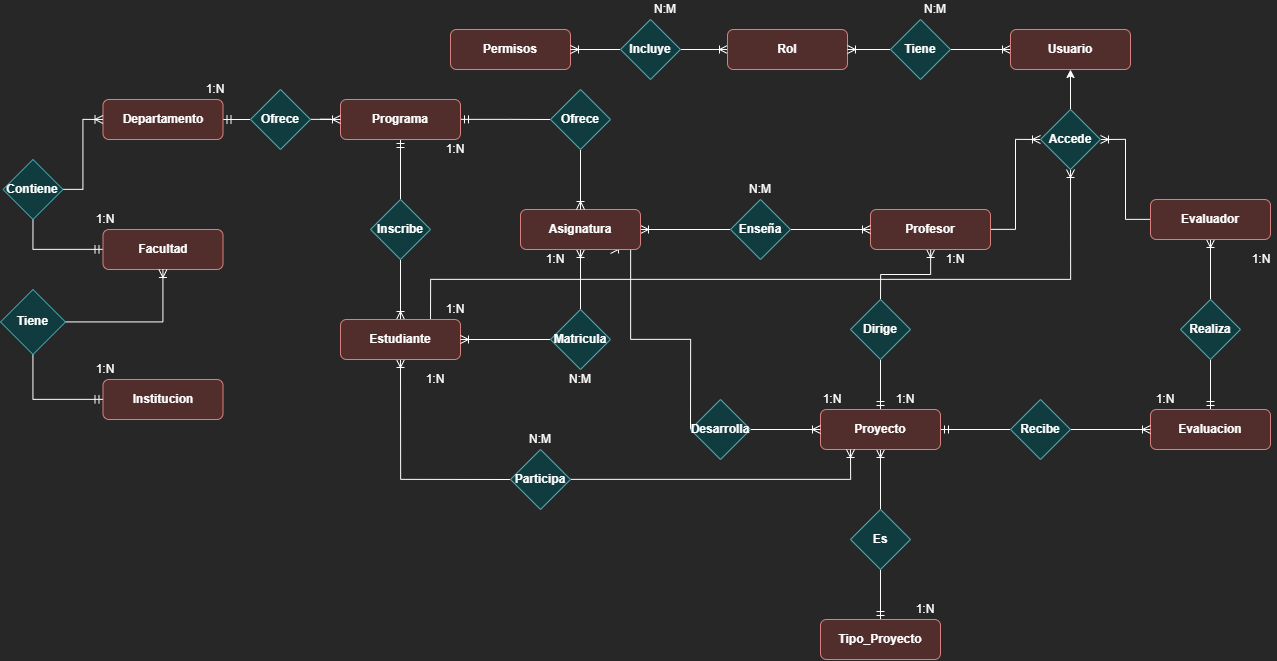 N:M
N:M
Permisos
Incluye
Rol
Tiene
Usuario
1:N
Departamento
Ofrece
Programa
Ofrece
1:N
Accede
Contiene
N:M
1:N
Facultad
Inscribe
Asignatura
Enseña
Profesor
Evaluador
1:N
1:N
1:N
Tiene
1:N
Estudiante
Matricula
Dirige
Realiza
1:N
1:N
N:M
Institucion
1:N
1:N
1:N
Desarrolla
Proyecto
Recibe
Evaluacion
N:M
Participa
Es
1:N
Tipo_Proyecto